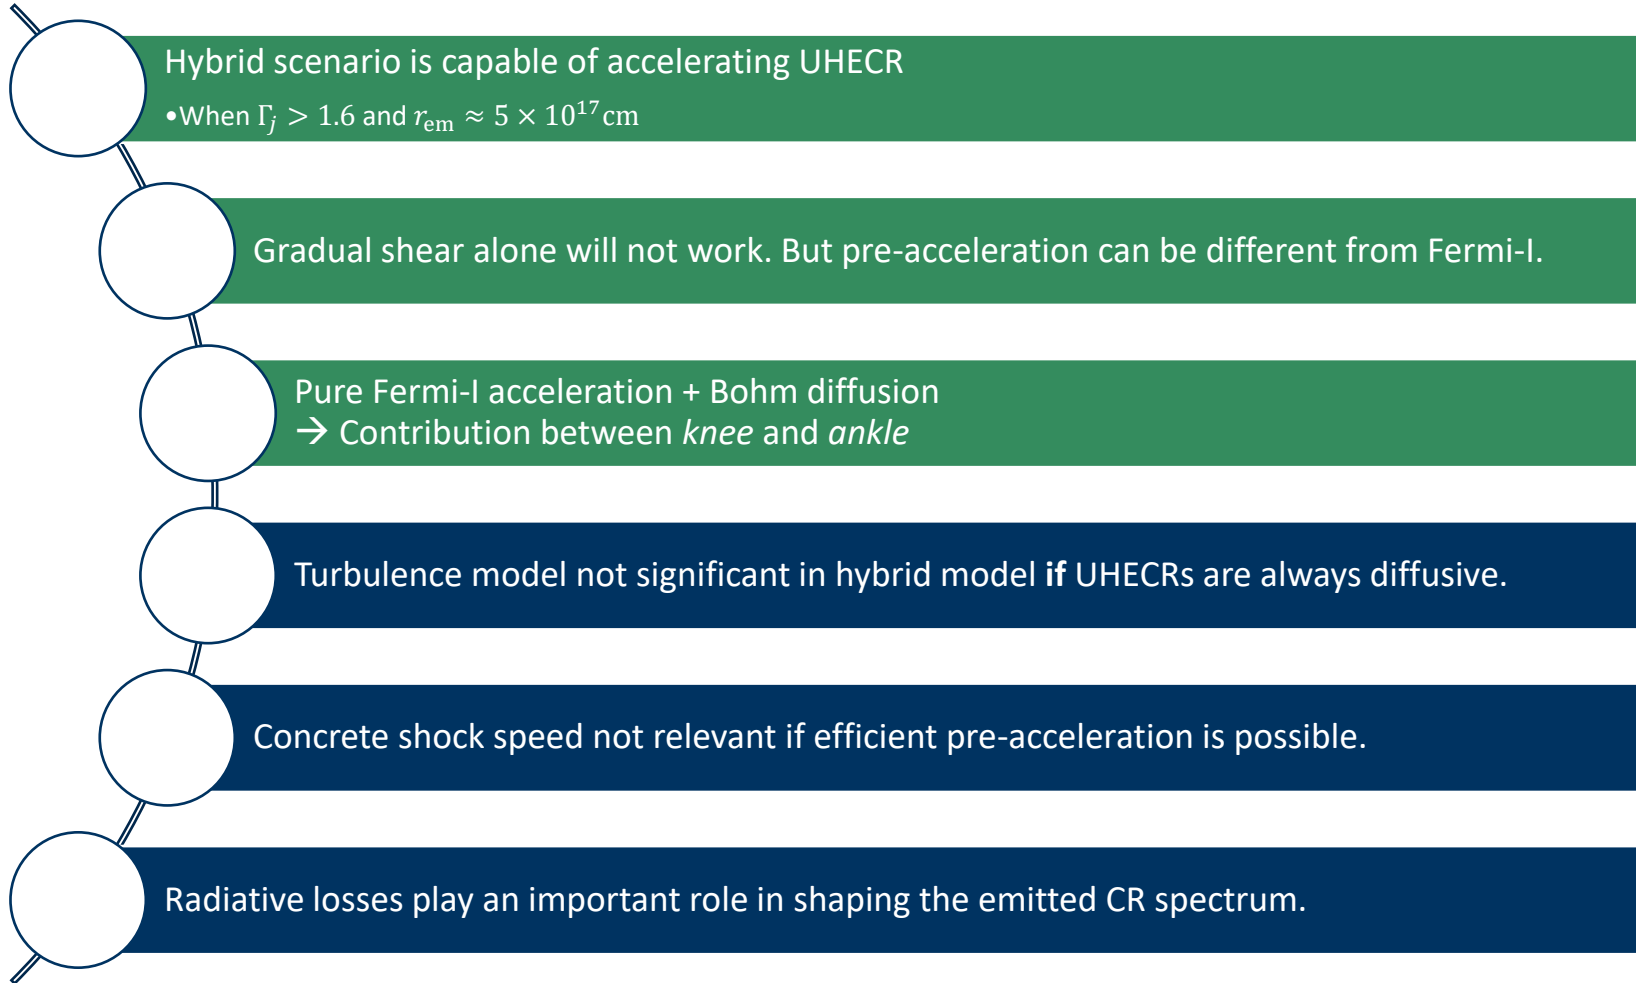 Hybrid scenario is capable of accelerating UHECR
•When Γⱼ > 1.6 and rₑₘ ≈ 5 × 10¹⁷ cm
Gradual shear alone will not work. But pre-acceleration can be different from Fermi-I.
Pure Fermi-I acceleration + Bohm diffusion
→ Contribution between knee and ankle
Turbulence model not significant in hybrid model if UHECRs are always diffusive.
Concrete shock speed not relevant if efficient pre-acceleration is possible.
Radiative losses play an important role in shaping the emitted CR spectrum.